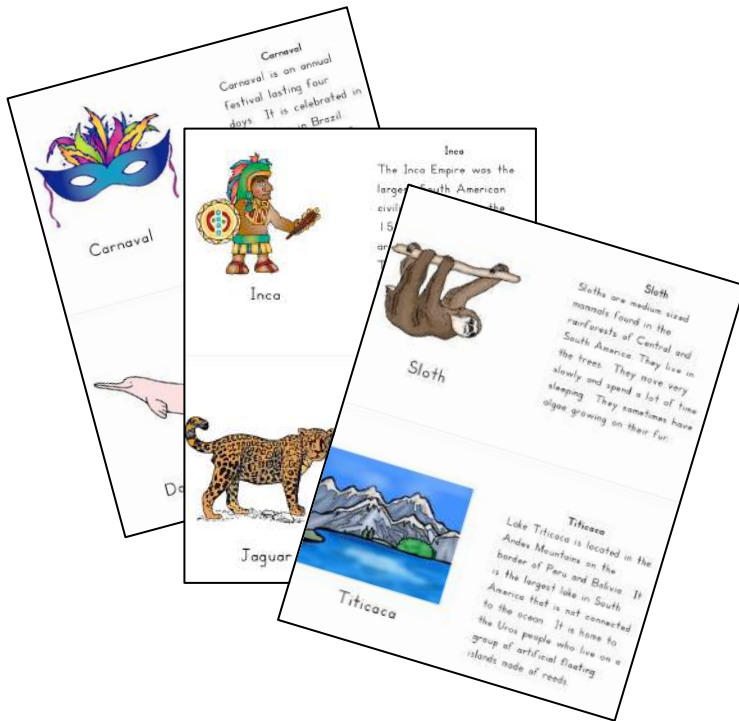 Carnaval
Carnaval is an annual
festival lasting four
days. It is celebrated in
in Brazil.
Carnaval
Inca
The Inca Empire was the
South American
the
15
Inca
Jaguar
Sloth
Sloths are medium sized
mammals found in the
rainforests of Central and
South America. They live in
the trees. They move very
slowly and spend a lot of time
sleeping. They sometimes have
algae growing on their fur.
Sloth
Titicaca
Lake Titicaca is located in the
Andes Mountains on the
border of Peru and Bolivia. It
is the largest lake in South
America that is not connected
to the ocean. It is home to
the Uros people who live on a
group of artificial floating
islands made of reeds.
Titicaca